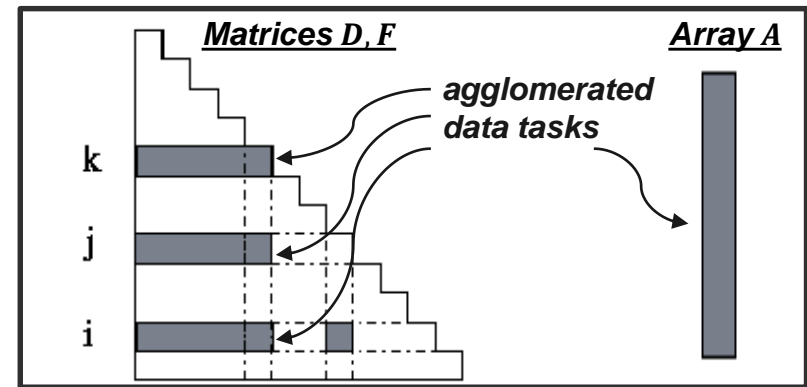 Matrices D, F
Array A
agglomerated
data tasks
k
j
i